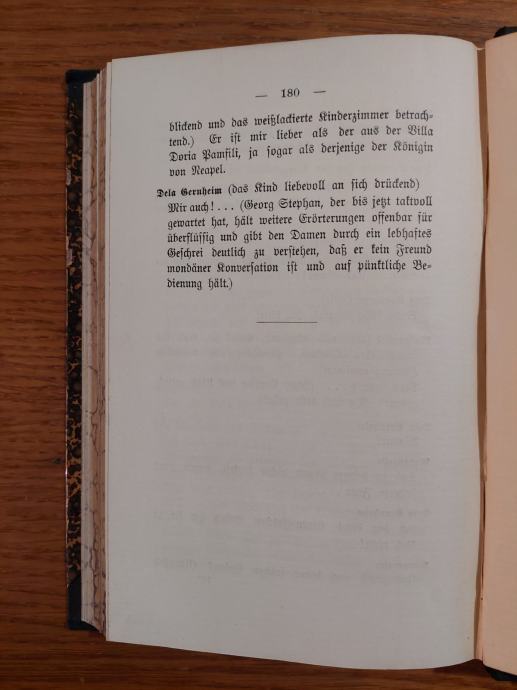 — 180 —
blickend und das weißlackierte Kinderzimmer betrach-
tend.) Er ist mir lieber als der aus der Villa
Doria Pamfili, ja sogar als derjenige der Königin
von Neapel.
Dela Gernheim (das Kind liebevoll an sich drückend)
Mir auch! ... (Georg Stephan, der bis jetzt taktvoll
gewartet hat, hält weitere Erörterungen offenbar für
überflüssig und gibt den Damen durch ein lebhaftes
Geschrei deutlich zu verstehen, daß er kein Freund
mondäner Konversation ist und auf pünktliche Be-
dienung hält.)